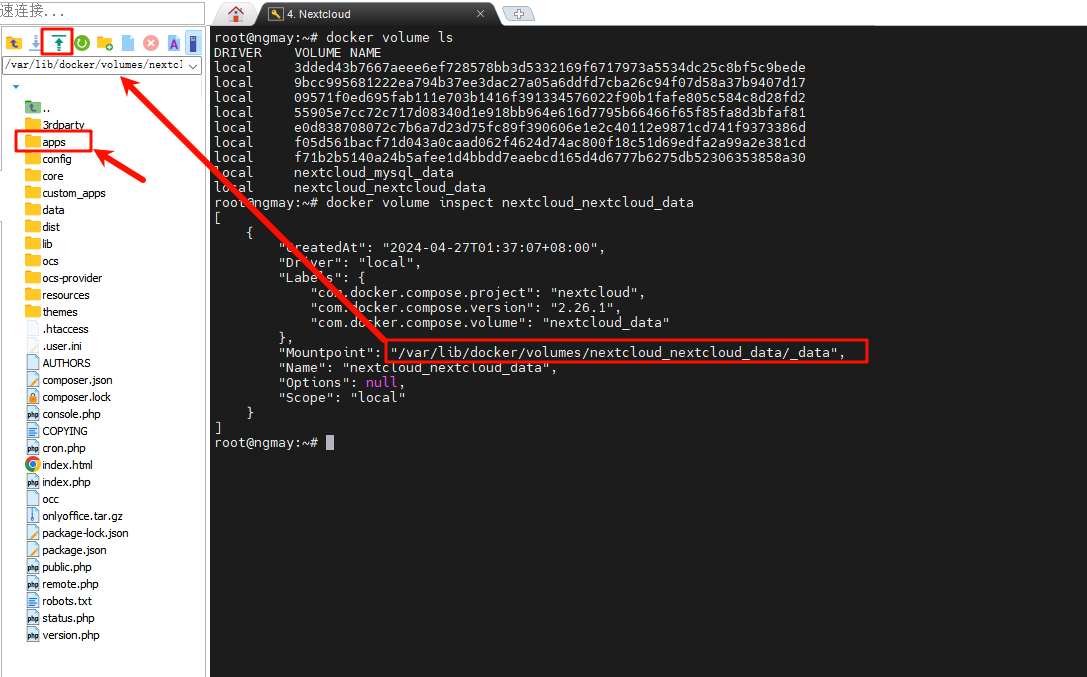 速连接...
4. Nextcloud
/var/lib/docker/volumes/nextcl
..
3rdparty
apps
config
core
custom_apps
data
dist
lib
ocs
ocs-provider
resources
themes
.htaccess
.user.ini
AUTHORS
composer.json
composer.lock
console.php
COPYING
cron.php
index.html
index.php
occ
onlyoffice.tar.gz
package-lock.json
package.json
public.php
remote.php
robots.txt
status.php
version.php
root@ngmay:~# docker volume ls
DRIVER    VOLUME NAME
local     3dded43b7667aeeee6ef728578bb3d5332169f6717973a5534dc25c8bf5c9bede
local     9bcc995681222ea794b37ee3dac27a05a6ddfd7cba26c94f07d58a37b9407d17
local     09571f0ed695fab111e703b1416f391334576022f90b1fafe805c584c8d28fd2
local     55905e7cc72c717d08340d1e918bb964e616d7795b66466f65f85fa8d3bfaf81
local     e0d838708072c7b6a7d23d75fc89f390606e1e2c40112e9871cd741f9373386d
local     f05d561bacf71d043a0caad062f4624d74ac800f18c51d69edfa2a99a2e381cd
local     f71b2b5140a24b5afee1d4bbdd7eaebcd165d4d6777b6275db52306353858a30
local     nextcloud_mysql_data
local     nextcloud_nextcloud_data
root@ngmay:~# docker volume inspect nextcloud_nextcloud_data
[
    {
        "CreatedAt": "2024-04-27T01:37:07+08:00",
        "Driver": "local",
        "Labels": {
            "com.docker.compose.project": "nextcloud",
            "com.docker.compose.version": "2.26.1",
            "com.docker.compose.volume": "nextcloud_data"
        },
        "Mountpoint": "/var/lib/docker/volumes/nextcloud_nextcloud_data/_data",
        "Name": "nextcloud_nextcloud_data",
        "Options": null,
        "Scope": "local"
    }
]
root@ngmay:~#